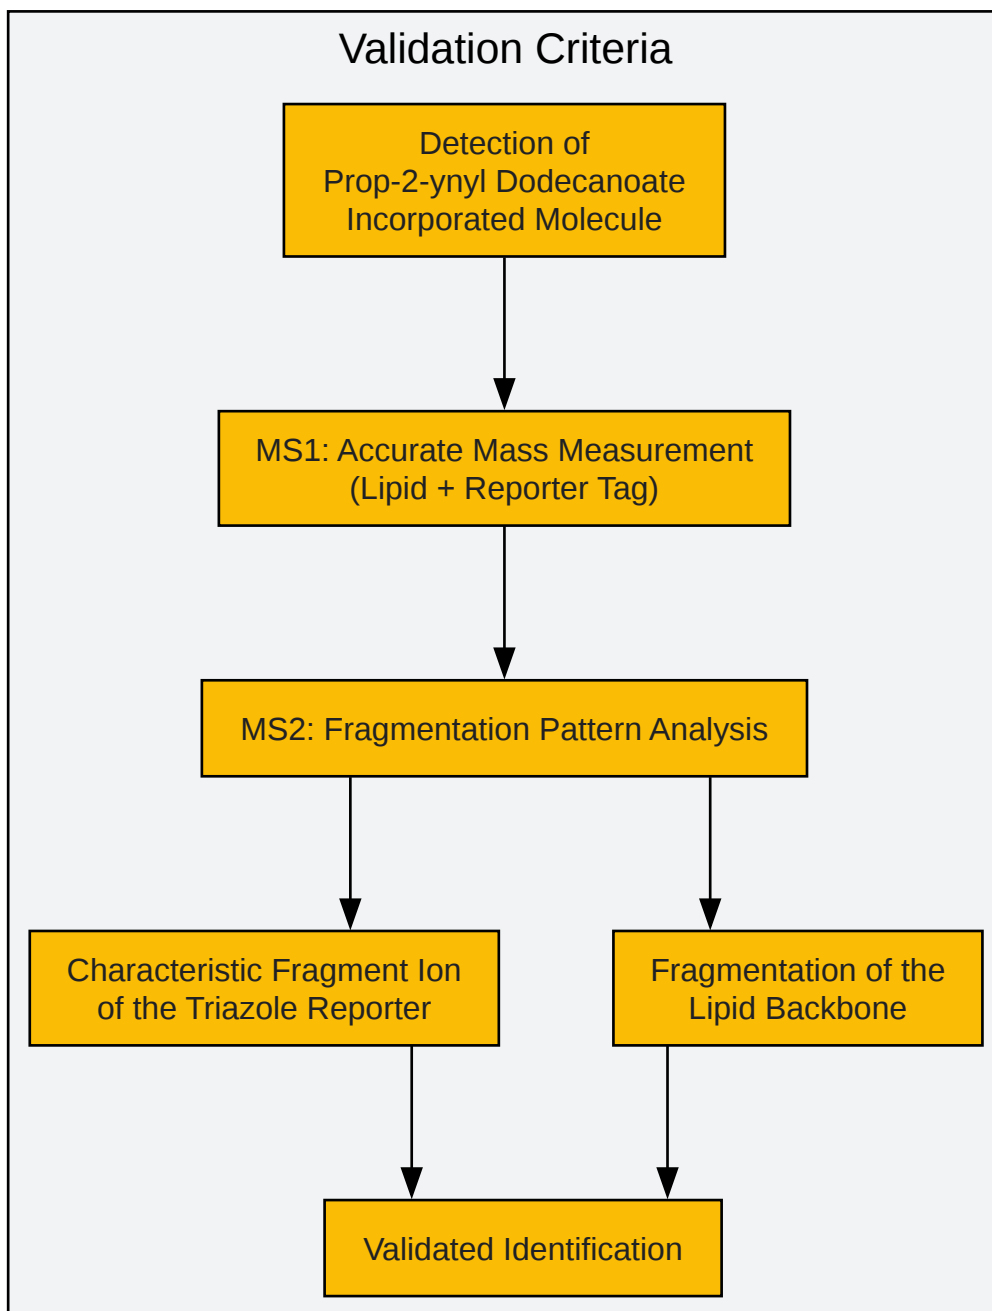 Validation Criteria
Detection of
Prop-2-ynyl Dodecanoate
Incorporated Molecule
MS1: Accurate Mass Measurement
(Lipid + Reporter Tag)
MS2: Fragmentation Pattern Analysis
Characteristic Fragment Ion
of the Triazole Reporter
Fragmentation of the
Lipid Backbone
Validated Identification